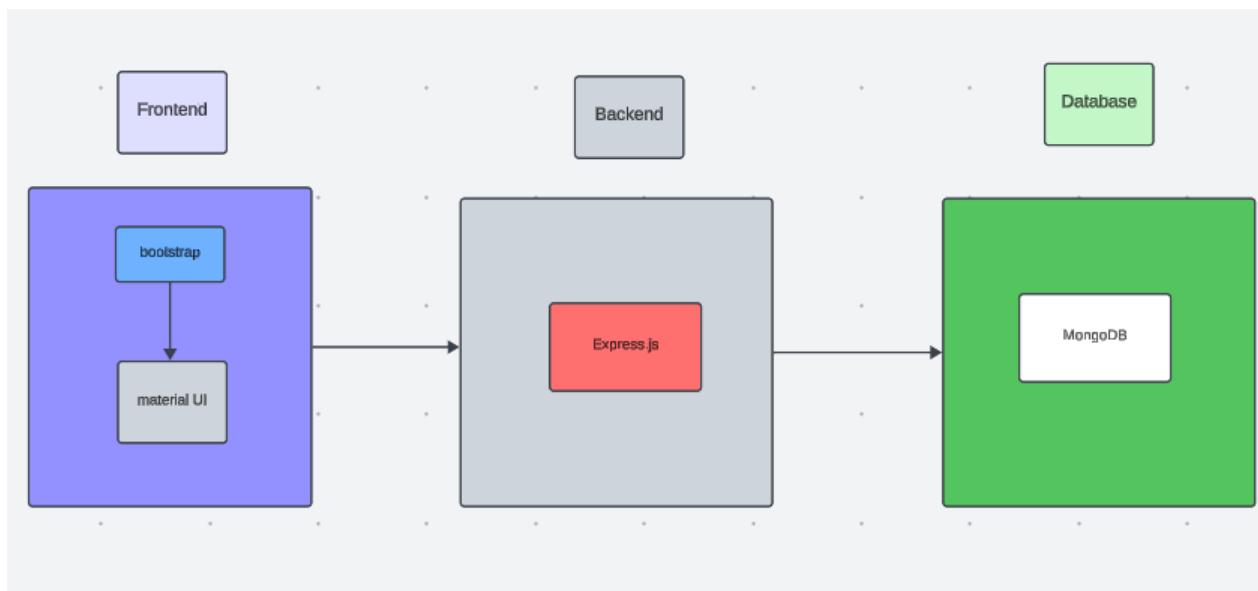 Frontend
Backend
Database
bootstrap
material UI
Express.js
MongoDB